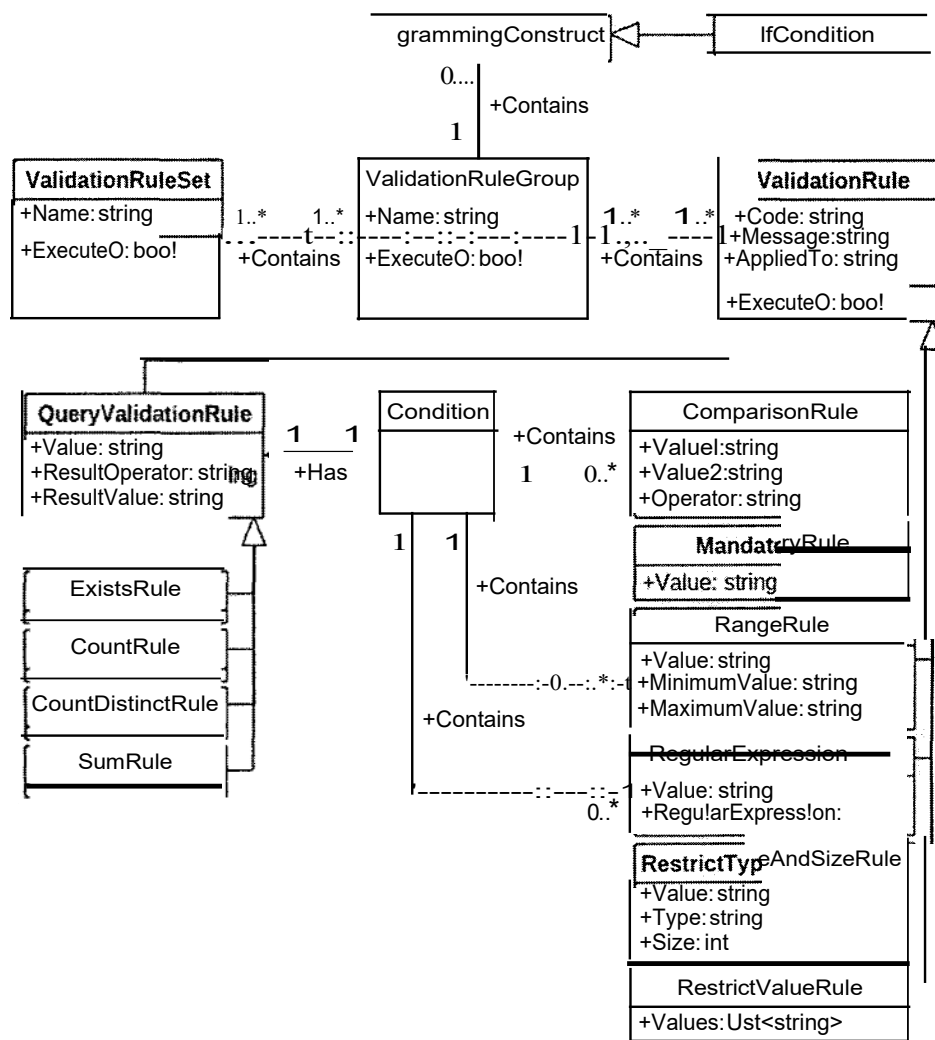 grammingConstruct
IfCondition
0....
+Contains
1
ValidationRuleSet
+Name: string
+ExecuteO: boo!
1..*
1..*
+Contains
ValidationRuleGroup
+Name: string
+ExecuteO: boo!
1..*
1..*
+Contains
ValidationRule
+Code: string
+Message:string
+AppliedTo: string
+ExecuteO: boo!
QueryValidationRule
+Value: string
+ResultOperator: string
+ResultValue: string
1
1
+Has
Condition
+Contains
1
0..*
ComparisonRule
+Valuel:string
+Value2:string
+Operator: string
1
1
MandatoryRule
+Value: string
ExistsRule
CountRule
CountDistinctRule
SumRule
+Contains
RangeRule
+Value: string
+MinimumValue: string
+MaximumValue: string
+Contains
RegularExpression
+Value: string
+Regu!arExpress!on:
0..*
RestrictTypeAndSizeRule
+Value: string
+Type: string
+Size: int
RestrictValueRule
+Values:Ust<string>